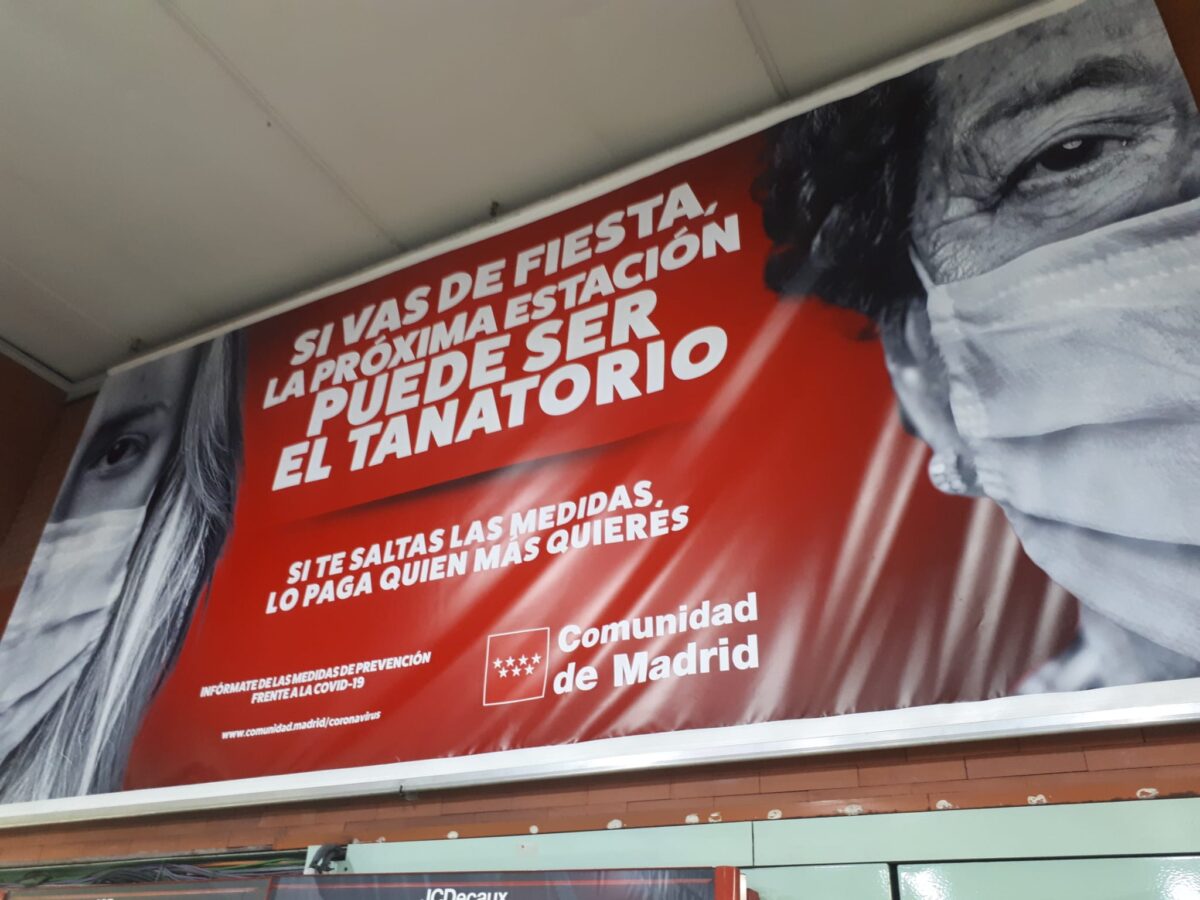 SI VAS DE FIESTA,
LA PRÓXIMA ESTACIÓN
PUEDE SER
EL TANATORIO
SI TE SALTAS LAS MEDIDAS,
LO PAGA QUIEN MÁS QUIERES
INFÓRMATE DE LAS MEDIDAS DE PREVENCIÓN
FRENTE A LA COVID-19
www.comunidad.madrid/coronavirus
Comunidad
de Madrid
JCDecaux